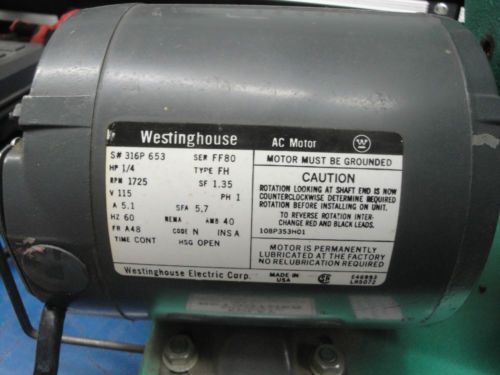 Westinghouse
S# 316P 653 SER FF80
HP 1/4 TYPE FH
RPM 1725 SF 1.35
V 115 PH 1
A 5.1 SFA 5.7
HZ 60 NEMA AMB 40
FR A48 CODE N INS A
TIME CONT HSG OPEN
Westinghouse Electric Corp.
AC Motor
W
MOTOR MUST BE GROUNDED
CAUTION
ROTATION LOOKING AT SHAFT END IS NOW
COUNTERCLOCKWISE DETERMINE REQUIRED
ROTATION BEFORE INSTALLING ON UNIT.
TO REVERSE ROTATION INTER-
CHANGE RED AND BLACK LEADS.
108P353H01
MOTOR IS PERMANENTLY
LUBRICATED AT THE FACTORY
NO RELUBRICATION REQUIRED
MADE IN
USA